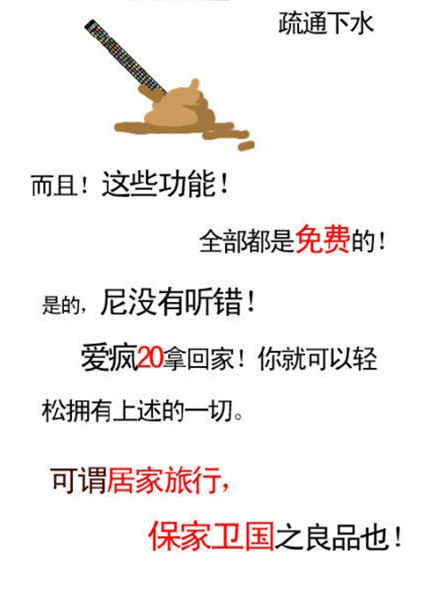 疏通下水
而且！这些功能！
全部都是免费的！
是的，尼没有听错！
爱疯20拿回家！你就可以轻
松拥有上述的一切。
可谓居家旅行，
保家卫国之良品也！